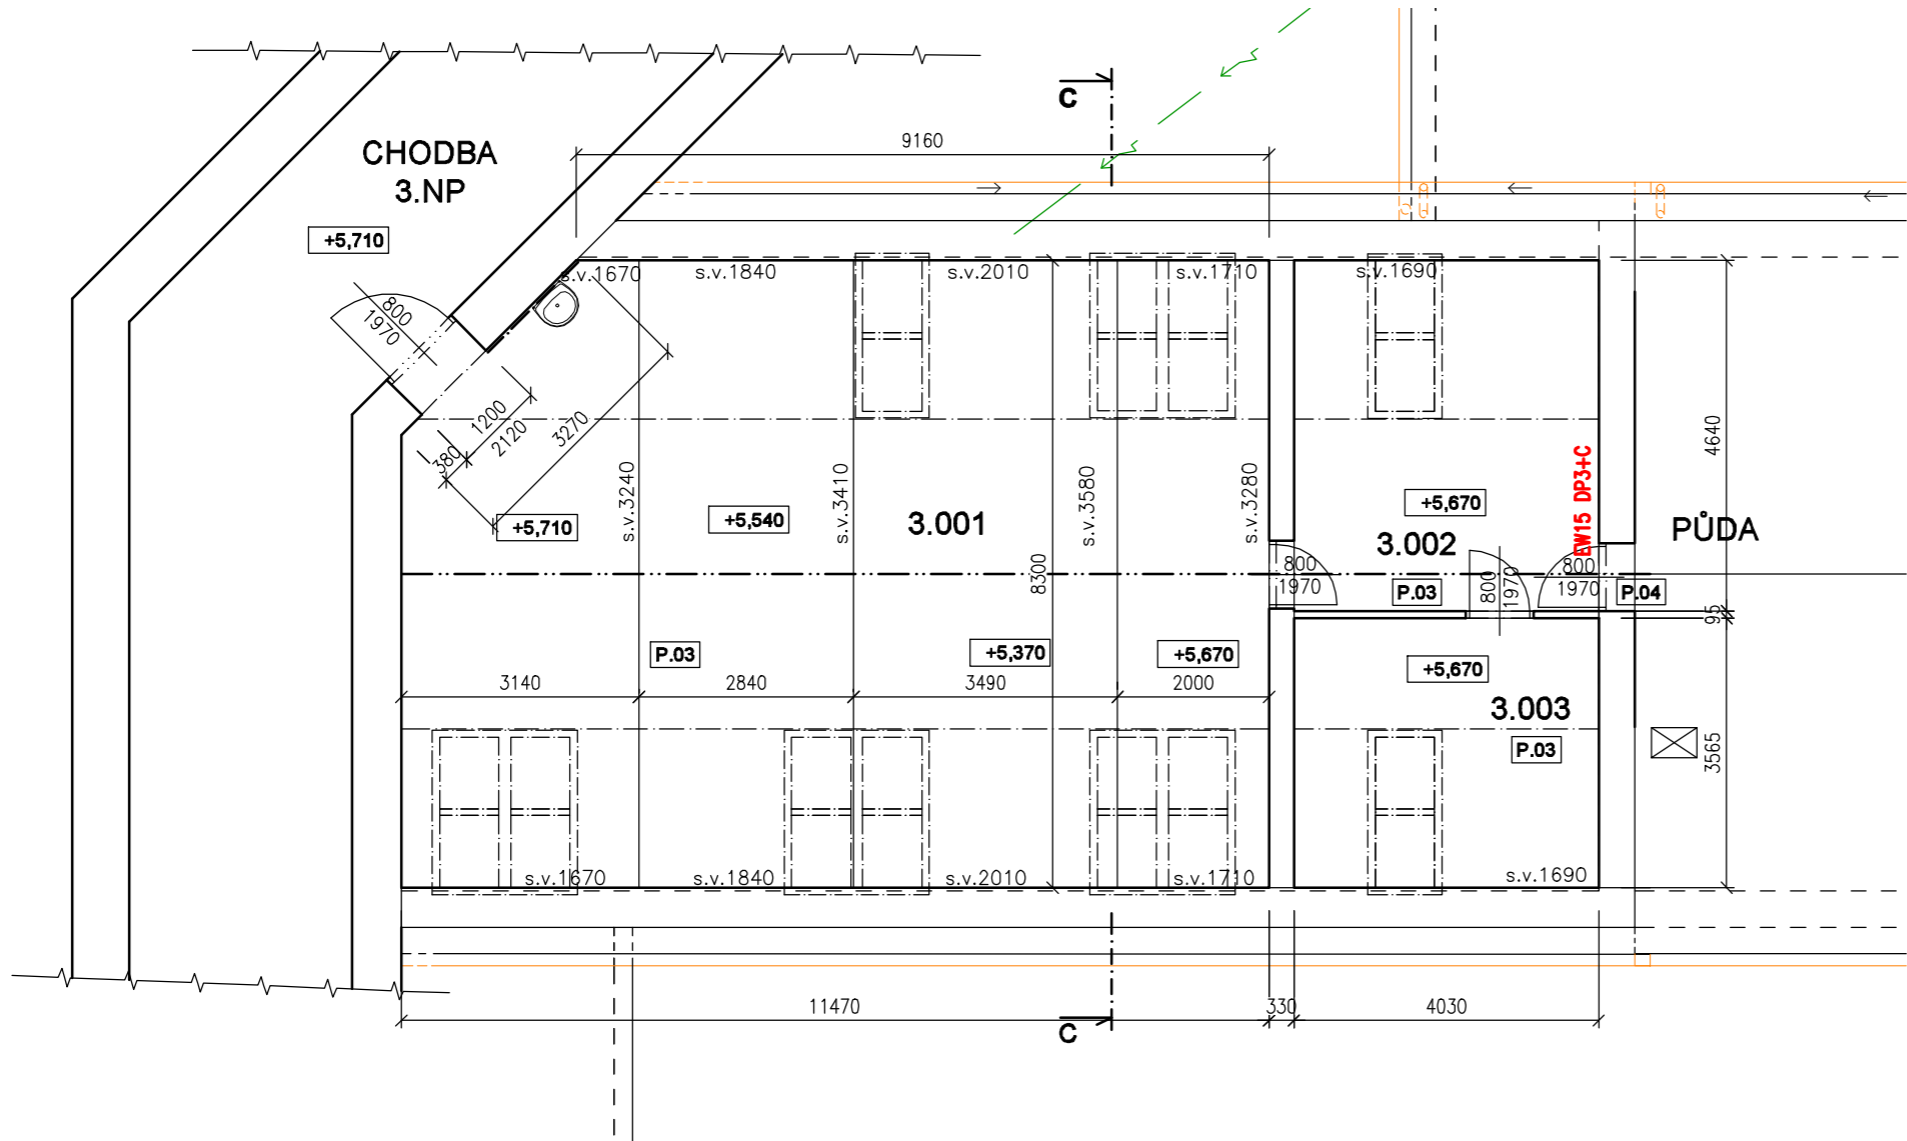 C
9160
CHODBA
3.NP
+5,710
800
1970
s.v.1670
s.v.1840
s.v.2010
s.v.1710
s.v.1690
1200
2120
3270
380
4640
s.v.3240
s.v.3410
s.v.3580
s.v.3280
EW15 DP3+C
+5,710
+5,540
3.001
+5,670
3.002
PŮDA
8300
800
1970
P.03
800
1970
800
1970
P.04
95
P.03
+5,370
+5,670
+5,670
3140
2840
3490
2000
3.003
P.03
3565
s.v.1670
s.v.1840
s.v.2010
s.v.1710
s.v.1690
11470
330
4030
C